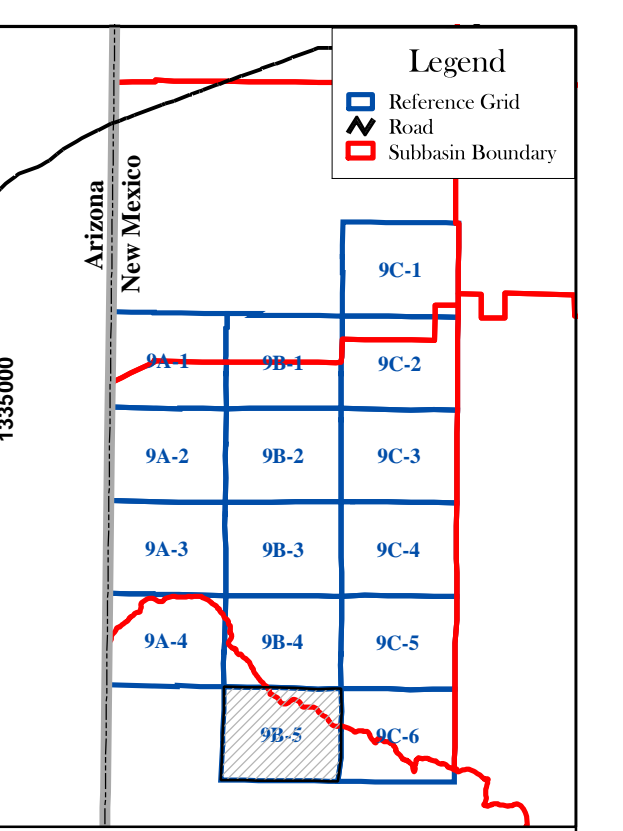 Legend
Reference Grid
Road
Subbasin Boundary
Arizona
New Mexico
1335000
9C-1
9A-1 9B-1 9C-2
9A-2 9B-2 9C-3
9A-3 9B-3 9C-4
9A-4 9B-4 9C-5
9B-5 9C-6